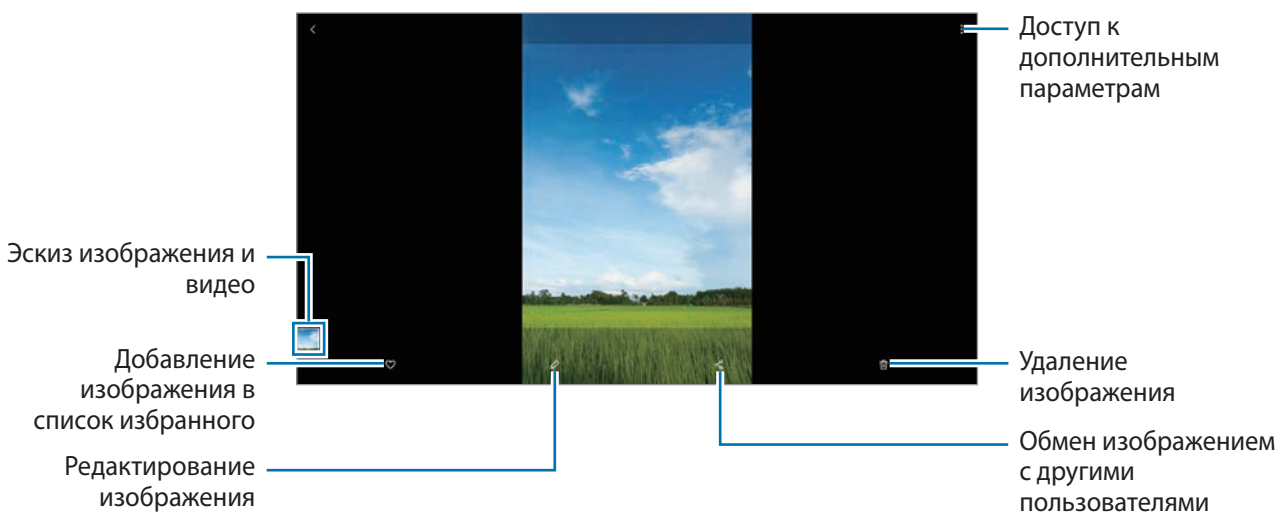 Доступ к
дополнительным
параметрам
Эскиз изображения и
видео
Добавление
изображения в
список избранного
Редактирование
изображения
Удаление
изображения
Обмен изображением
с другими
пользователями